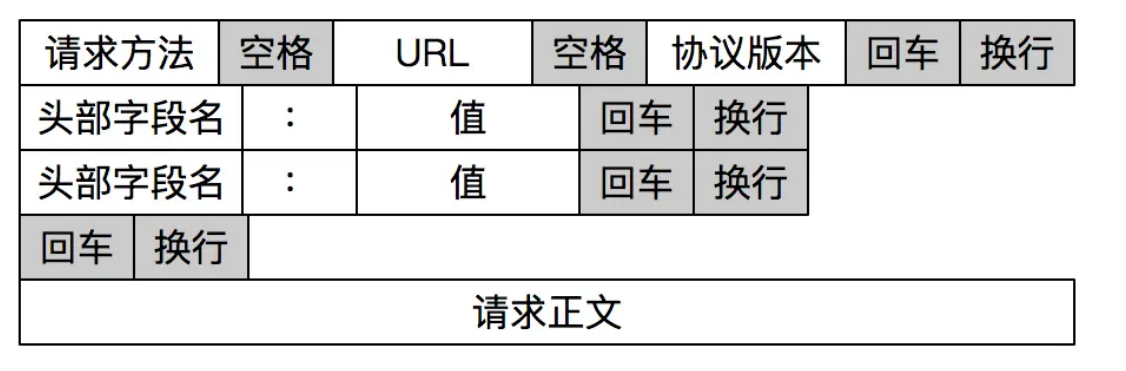 请求方法 空格 URL 空格 协议版本 回车 换行
头部字段名 : 值 回车 换行
头部字段名 : 值 回车 换行
回车 换行
请求正文